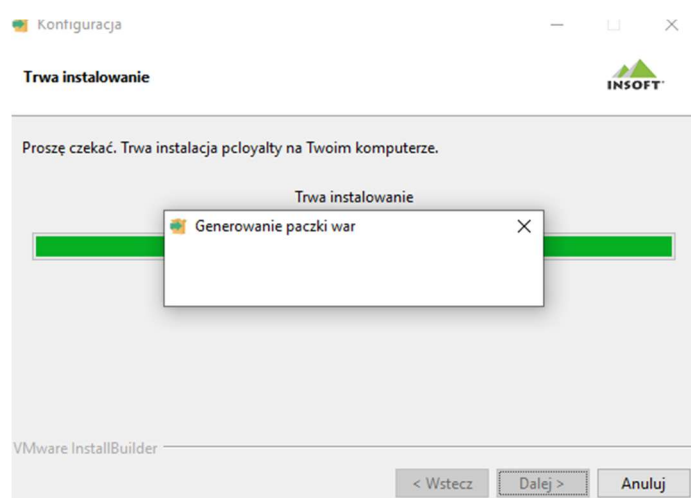 Konfiguracja
Trwa instalowanie
INSOFT
Proszę czekać. Trwa instalacja pcloyalty na Twoim komputerze.
Trwa instalowanie
Generowanie paczki war
VMware InstallBuilder
< Wstecz
Dalej >
Anuluj